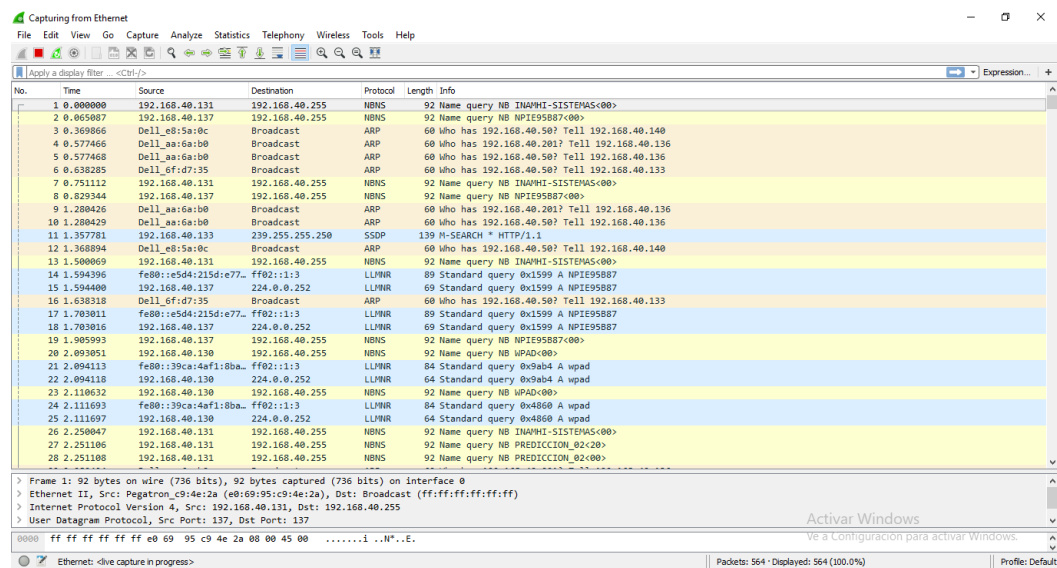 Capturing from Ethernet
File Edit View Go Capture Analyze Statistics Telephony Wireless Tools Help
Apply a display filter ... <Ctrl-/> Expression... +
No. Time Source Destination Protocol Length Info
1 0.000000 192.168.40.131 192.168.40.255 NBNS 92 Name query NB INAMHI-SISTEMAS<00>
2 0.065087 192.168.40.137 192.168.40.255 NBNS 92 Name query NB NPIE95B87<00>
3 0.369866 Dell_e8:5a:0c Broadcast ARP 60 Who has 192.168.40.50? Tell 192.168.40.140
4 0.577466 Dell_aa:6a:b0 Broadcast ARP 60 Who has 192.168.40.201? Tell 192.168.40.136
5 0.577468 Dell_aa:6a:b0 Broadcast ARP 60 Who has 192.168.40.50? Tell 192.168.40.136
6 0.638285 Dell_6f:d7:35 Broadcast ARP 60 Who has 192.168.40.50? Tell 192.168.40.133
7 0.751112 192.168.40.131 192.168.40.255 NBNS 92 Name query NB INAMHI-SISTEMAS<00>
8 0.829344 192.168.40.137 192.168.40.255 NBNS 92 Name query NB NPIE95B87<00>
9 1.280426 Dell_aa:6a:b0 Broadcast ARP 60 Who has 192.168.40.201? Tell 192.168.40.136
10 1.280429 Dell_aa:6a:b0 Broadcast ARP 60 Who has 192.168.40.50? Tell 192.168.40.136
11 1.357781 192.168.40.133 239.255.255.250 SSDP 139 M-SEARCH * HTTP/1.1
12 1.368894 Dell_e8:5a:0c Broadcast ARP 60 Who has 192.168.40.50? Tell 192.168.40.140
13 1.500069 192.168.40.131 192.168.40.255 NBNS 92 Name query NB INAMHI-SISTEMAS<00>
14 1.594396 fe80::e5d4:215d:e77… ff02::1:3 LLMNR 89 Standard query 0x1599 A NPIE95B87
15 1.594400 192.168.40.137 224.0.0.252 LLMNR 69 Standard query 0x1599 A NPIE95B87
16 1.638318 Dell_6f:d7:35 Broadcast ARP 60 Who has 192.168.40.50? Tell 192.168.40.133
17 1.703011 fe80::e5d4:215d:e77… ff02::1:3 LLMNR 89 Standard query 0x1599 A NPIE95B87
18 1.703016 192.168.40.137 224.0.0.252 LLMNR 69 Standard query 0x1599 A NPIE95B87
19 1.905993 192.168.40.137 192.168.40.255 NBNS 92 Name query NB NPIE95B87<00>
20 2.093051 192.168.40.130 192.168.40.255 NBNS 92 Name query NB WPAD<00>
21 2.094113 fe80::39ca:4af1:8ba… ff02::1:3 LLMNR 84 Standard query 0x9ab4 A wpad
22 2.094118 192.168.40.130 224.0.0.252 LLMNR 64 Standard query 0x9ab4 A wpad
23 2.110632 192.168.40.130 192.168.40.255 NBNS 92 Name query NB WPAD<00>
24 2.111693 fe80::39ca:4af1:8ba… ff02::1:3 LLMNR 84 Standard query 0x4860 A wpad
25 2.111697 192.168.40.130 224.0.0.252 LLMNR 64 Standard query 0x4860 A wpad
26 2.250047 192.168.40.131 192.168.40.255 NBNS 92 Name query NB INAMHI-SISTEMAS<00>
27 2.251106 192.168.40.131 192.168.40.255 NBNS 92 Name query NB PREDICCION_02<20>
28 2.251108 192.168.40.131 192.168.40.255 NBNS 92 Name query NB PREDICCION_02<00>
> Frame 1: 92 bytes on wire (736 bits), 92 bytes captured (736 bits) on interface 0
> Ethernet II, Src: Pegatron_c9:4e:2a (e0:69:95:c9:4e:2a), Dst: Broadcast (ff:ff:ff:ff:ff:ff)
> Internet Protocol Version 4, Src: 192.168.40.131, Dst: 192.168.40.255
> User Datagram Protocol, Src Port: 137, Dst Port: 137
Activar Windows
Ve a Configuración para activar Windows.
0000 ff ff ff ff ff ff e0 69 95 c9 4e 2a 08 00 45 00 .......i ..N*..E.
Ethernet: <live capture in progress> Packets: 564 · Displayed: 564 (100.0%) Profile: Default